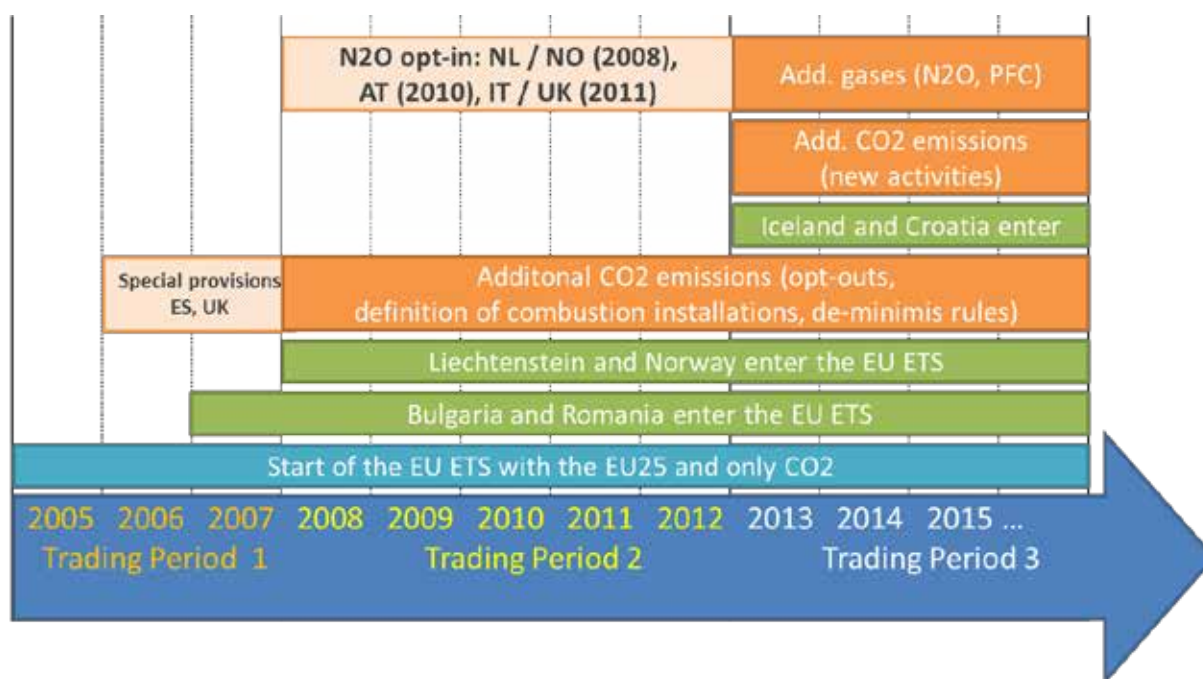 N2O opt-in: NL / NO (2008),
AT (2010), IT / UK (2011)
Add. gases (N2O, PFC)
Add. CO2 emissions
(new activities)
Iceland and Croatia enter
Special provisions
ES, UK
Additonal CO2 emissions (opt-outs,
definition of combustion installations, de-minimis rules)
Liechtenstein and Norway enter the EU ETS
Bulgaria and Romania enter the EU ETS
Start of the EU ETS with the EU25 and only CO2
2005 2006 2007 2008 2009 2010 2011 2012 2013 2014 2015 ...
Trading Period 1 Trading Period 2 Trading Period 3